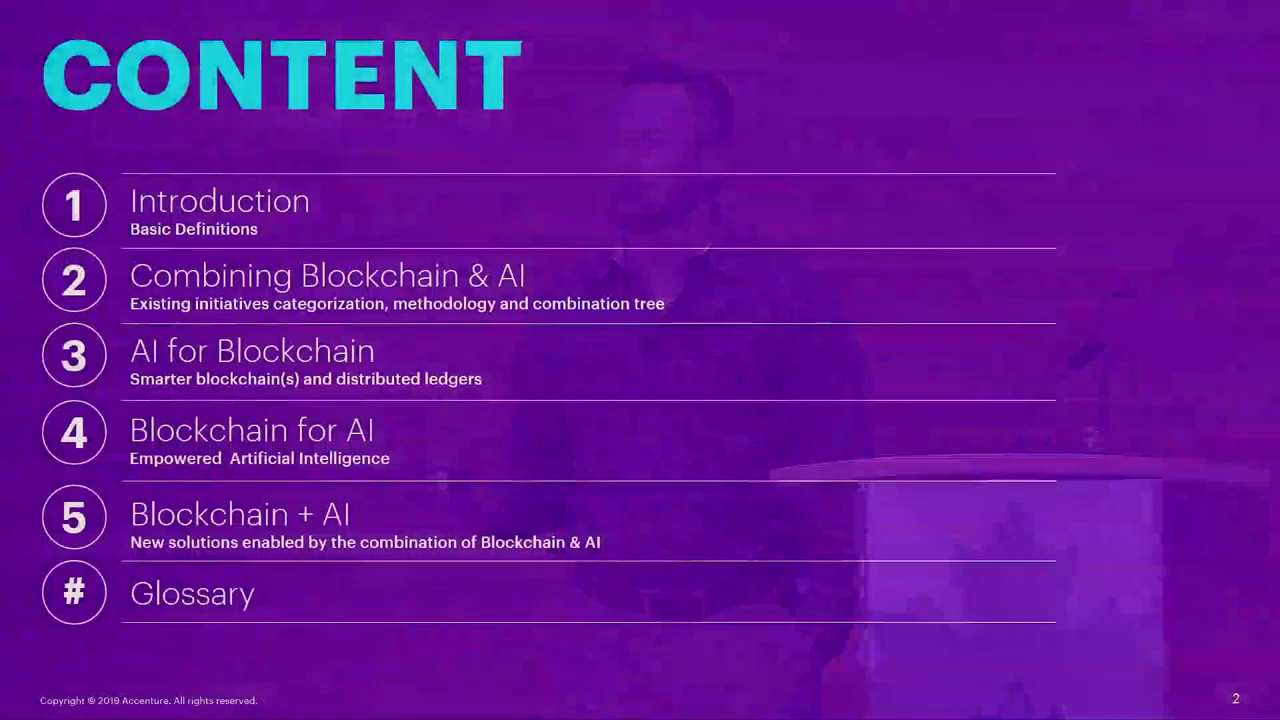 CONTENT
1
Introduction
Basic Definitions
2
Combining Blockchain & AI
Existing initiatives categorization, methodology and combination tree
3
AI for Blockchain
Smarter blockchain(s) and distributed ledgers
4
Blockchain for AI
Empowered Artificial Intelligence
5
Blockchain + AI
New solutions enabled by the combination of Blockchain & AI
#
Glossary
Copyright © 2019 Accenture. All rights reserved.
2